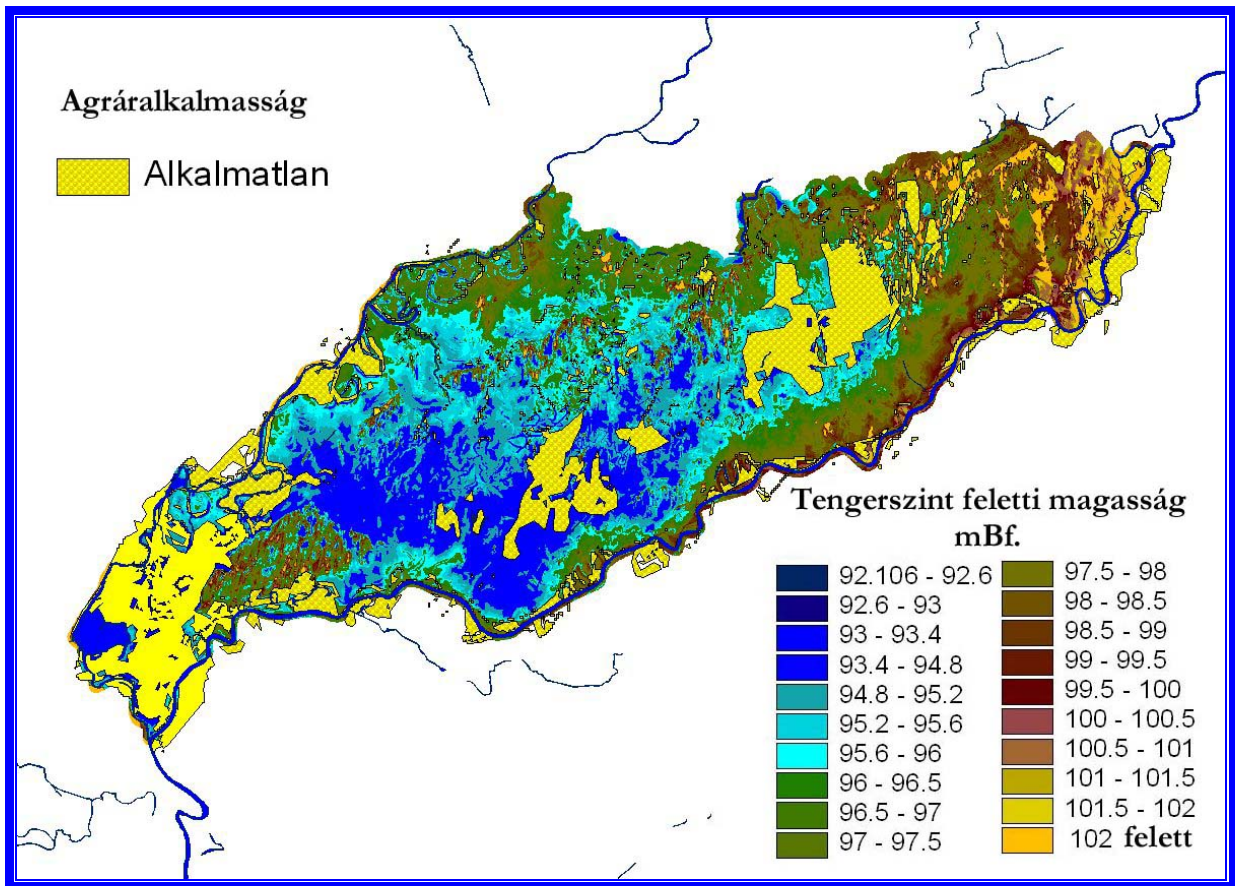 Agráralkalmasság
Alkalmatlan
Tengerszint feletti magasság
mBf.
92.106 - 92.6
92.6 - 93
93 - 93.4
93.4 - 94.8
94.8 - 95.2
95.2 - 95.6
95.6 - 96
96 - 96.5
96.5 - 97
97 - 97.5
97.5 - 98
98 - 98.5
98.5 - 99
99 - 99.5
99.5 - 100
100 - 100.5
100.5 - 101
101 - 101.5
101.5 - 102
102 felett